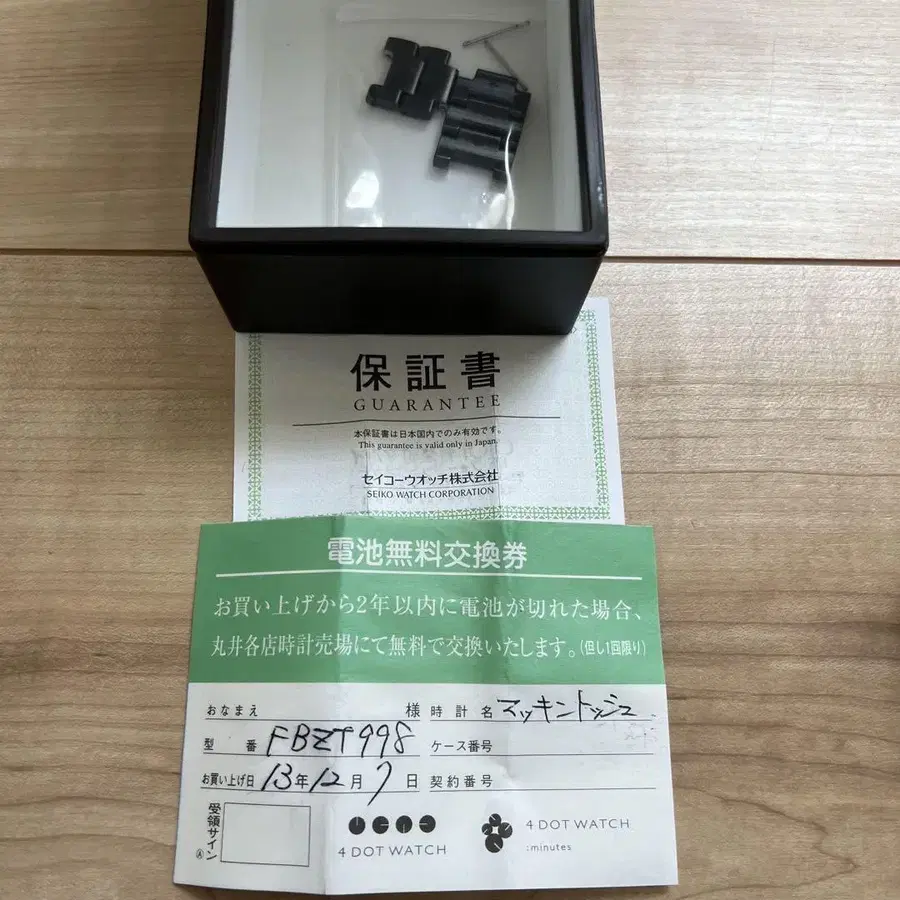 保証書
GUARANTEE
本保証書は日本国内でのみ有効です。
This guarantee is valid only in Japan.
セイコーウオッチ株式会社
SEIKO WATCH CORPORATION
電池無料交換券
お買い上げから2年以内に電池が切れた場合、
丸井各店時計売場にて無料で交換いたします。(但し1回限り)
おなまえ 様 時計名 マッキントッシュ
型番 FBZT998 ケース番号
お買い上げ日 13年12月7日 契約番号
受領サイン
4 DOT WATCH
4 DOT WATCH
:minutes